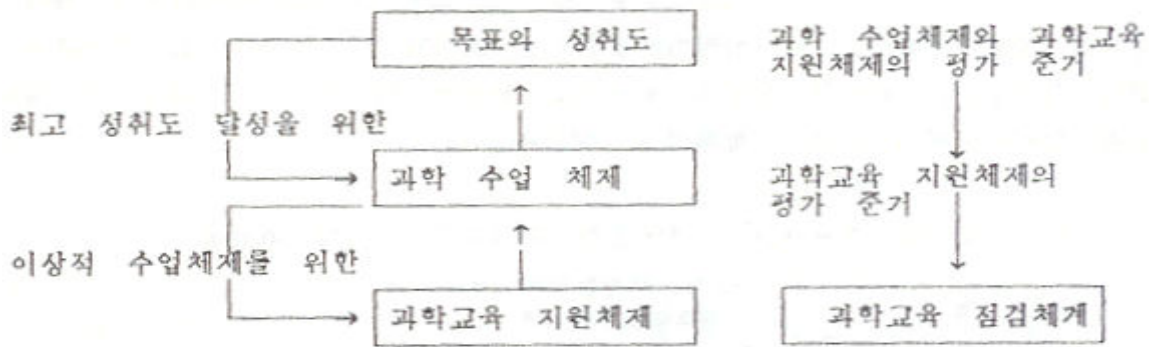 목표와 성취도
최고 성취도 달성을 위한
과학 수업 체제
이상적 수업체제를 위한
과학교육 지원체제
과학 수업체제와 과학교육
지원체제의 평가 준거
과학교육 지원체제의
평가 준거
과학교육 점검체계